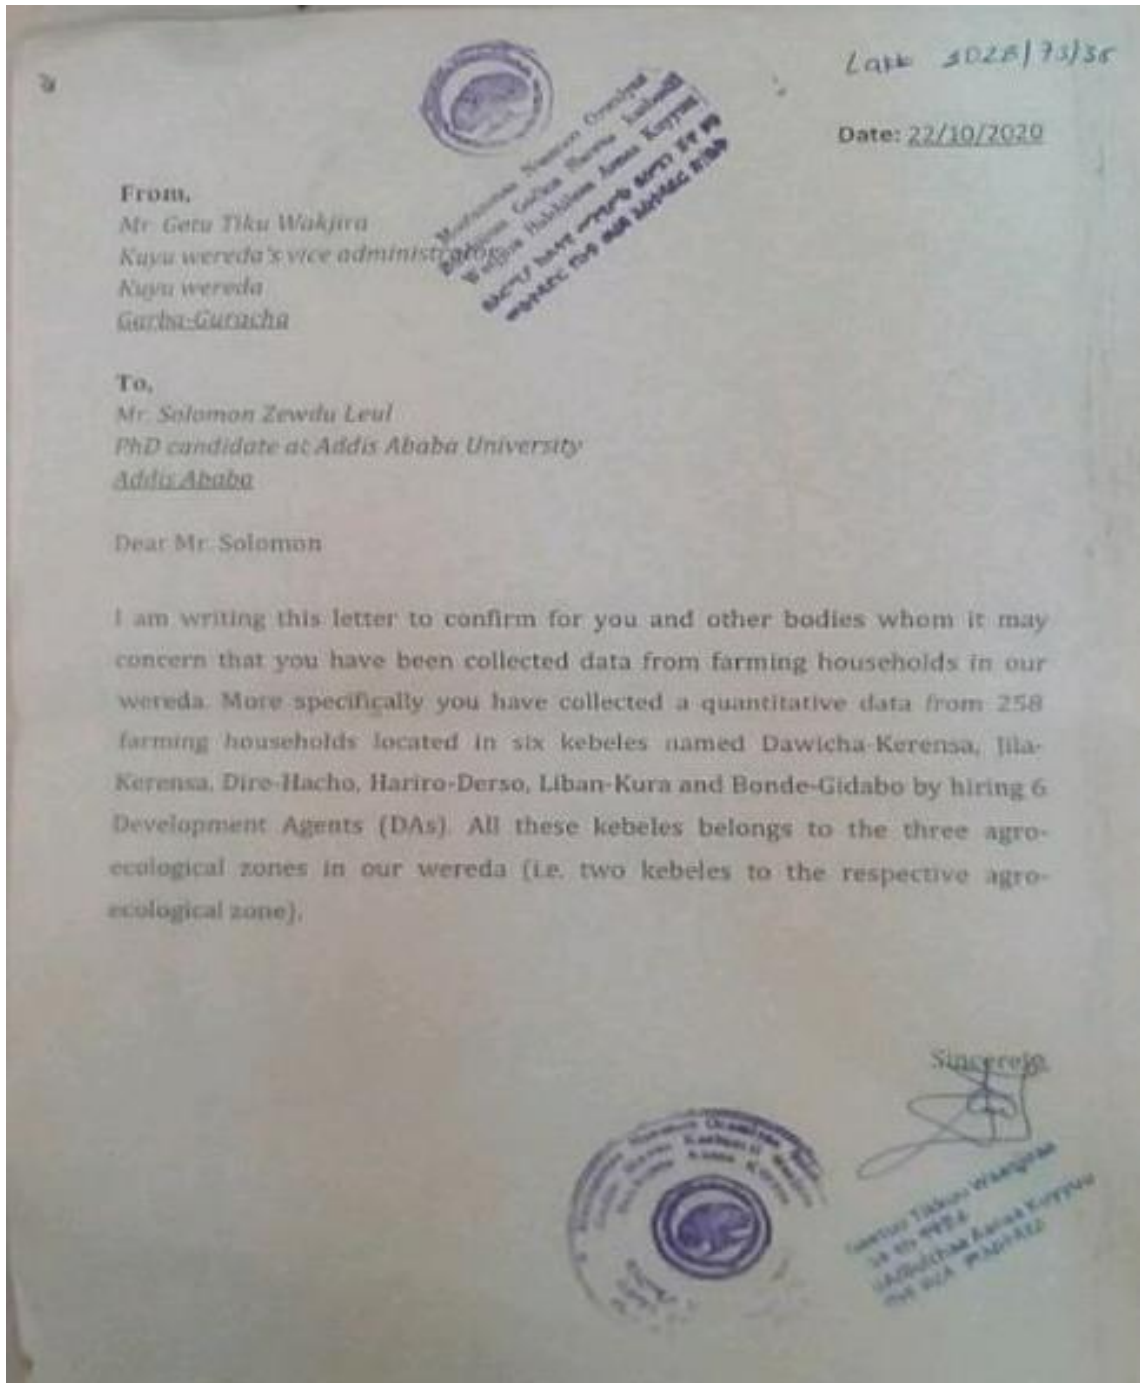 Lakk 3028/73/35
Date: 22/10/2020
From,
Mr. Getu Tiku Wakjira
Kuyu wereda's vice administrator
Kuyu wereda
Garba-Guracha
To,
Mr. Solomon Zewdu Leul
PhD candidate at Addis Ababa University
Addis Ababa
Dear Mr. Solomon
I am writing this letter to confirm for you and other bodies whom it may
concern that you have been collected data from farming households in our
wereda. More specifically you have collected a quantitative data from 258
farming households located in six kebeles named Dawicha-Kerensa, Jila-
Kerensa, Diro-Hacho, Hariro-Derso, Liban-Kura and Bonde-Gidabo by hiring 6
Development Agents (DAs). All these kebeles belongs to the three agro-
ecological zones in our wereda (i.e. two kebeles to the respective agro-
ecological zone).
Sincerely,